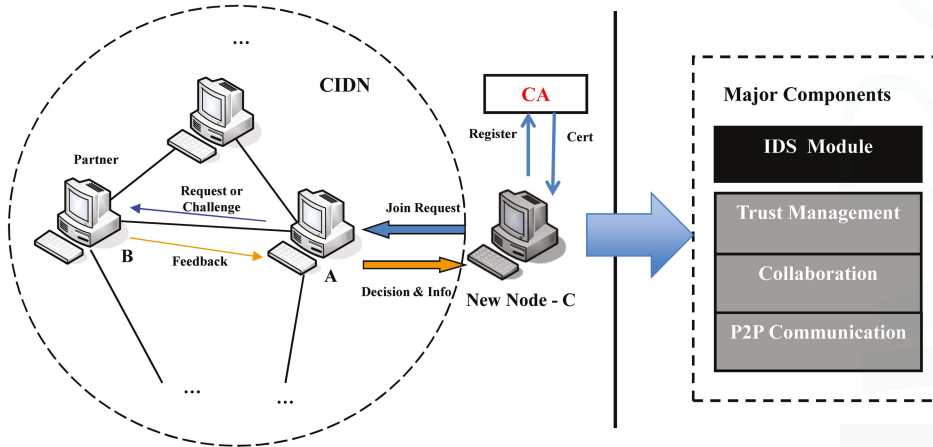 ...
CIDN
CA
Register
Cert
Partner
Request or
Challenge
Join Request
B
Feedback
A
Decision & Info.
New Node - C
...
...
Major Components
IDS Module
Trust Management
Collaboration
P2P Communication